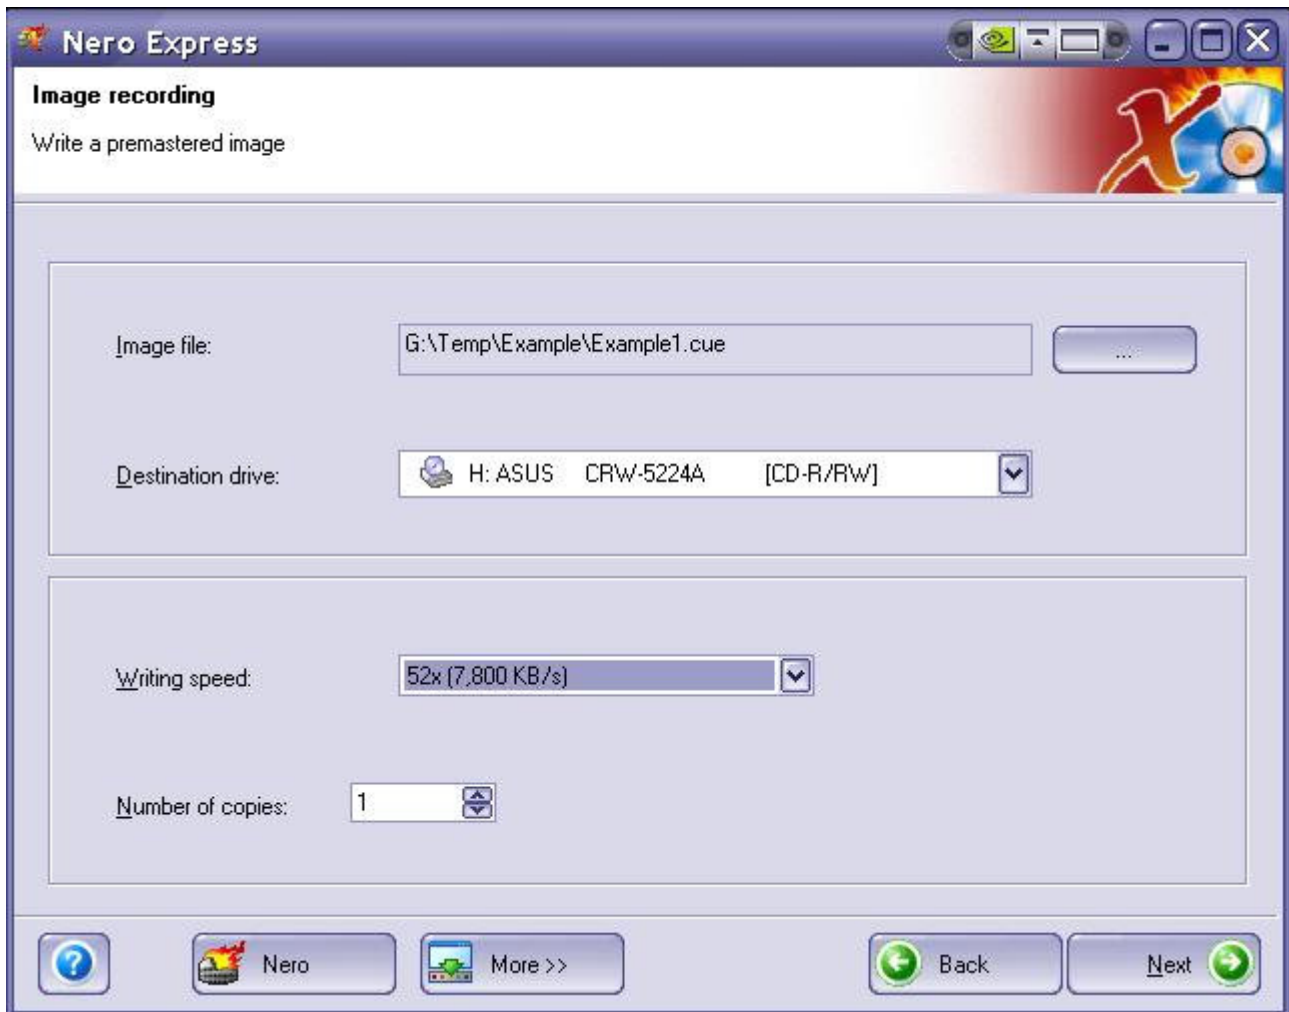 Nero Express
Image recording
Write a premastered image
Image file: G:\Temp\Example\Example1.cue ...
Destination drive: H: ASUS CRW-5224A [CD-R/RW]
Writing speed: 52x (7,800 KB/s)
Number of copies: 1
? Nero More >> Back Next